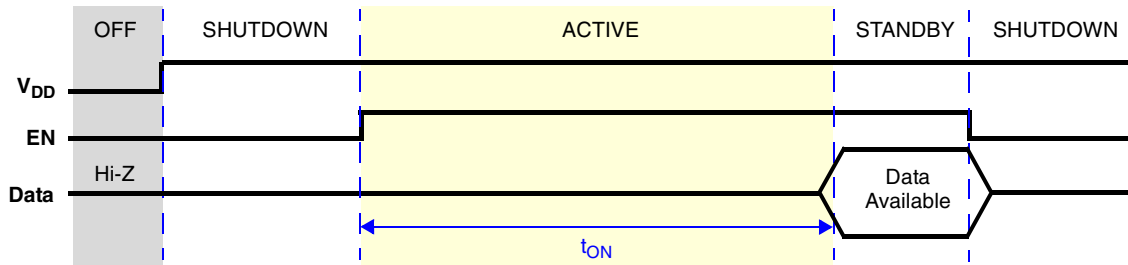 OFF
SHUTDOWN
ACTIVE
STANDBY
SHUTDOWN
VDD
EN
Hi-Z
Data
Data
Available
tON